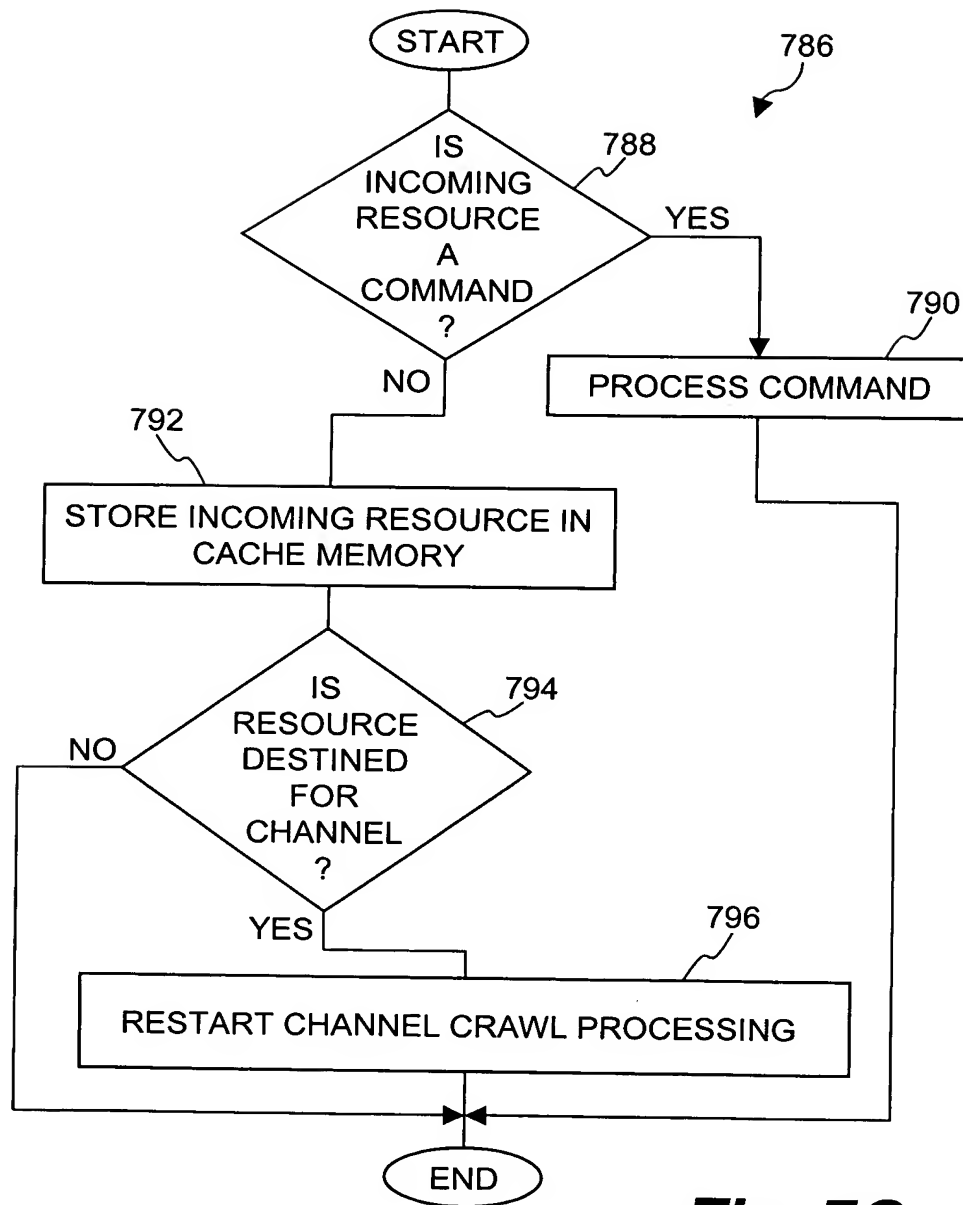 START
786
IS
INCOMING
RESOURCE
A
COMMAND
?
788
YES
790
PROCESS COMMAND
NO
792
STORE INCOMING RESOURCE IN
CACHE MEMORY
IS
RESOURCE
DESTINED
FOR
CHANNEL
?
794
NO
YES
796
RESTART CHANNEL CRAWL PROCESSING
END